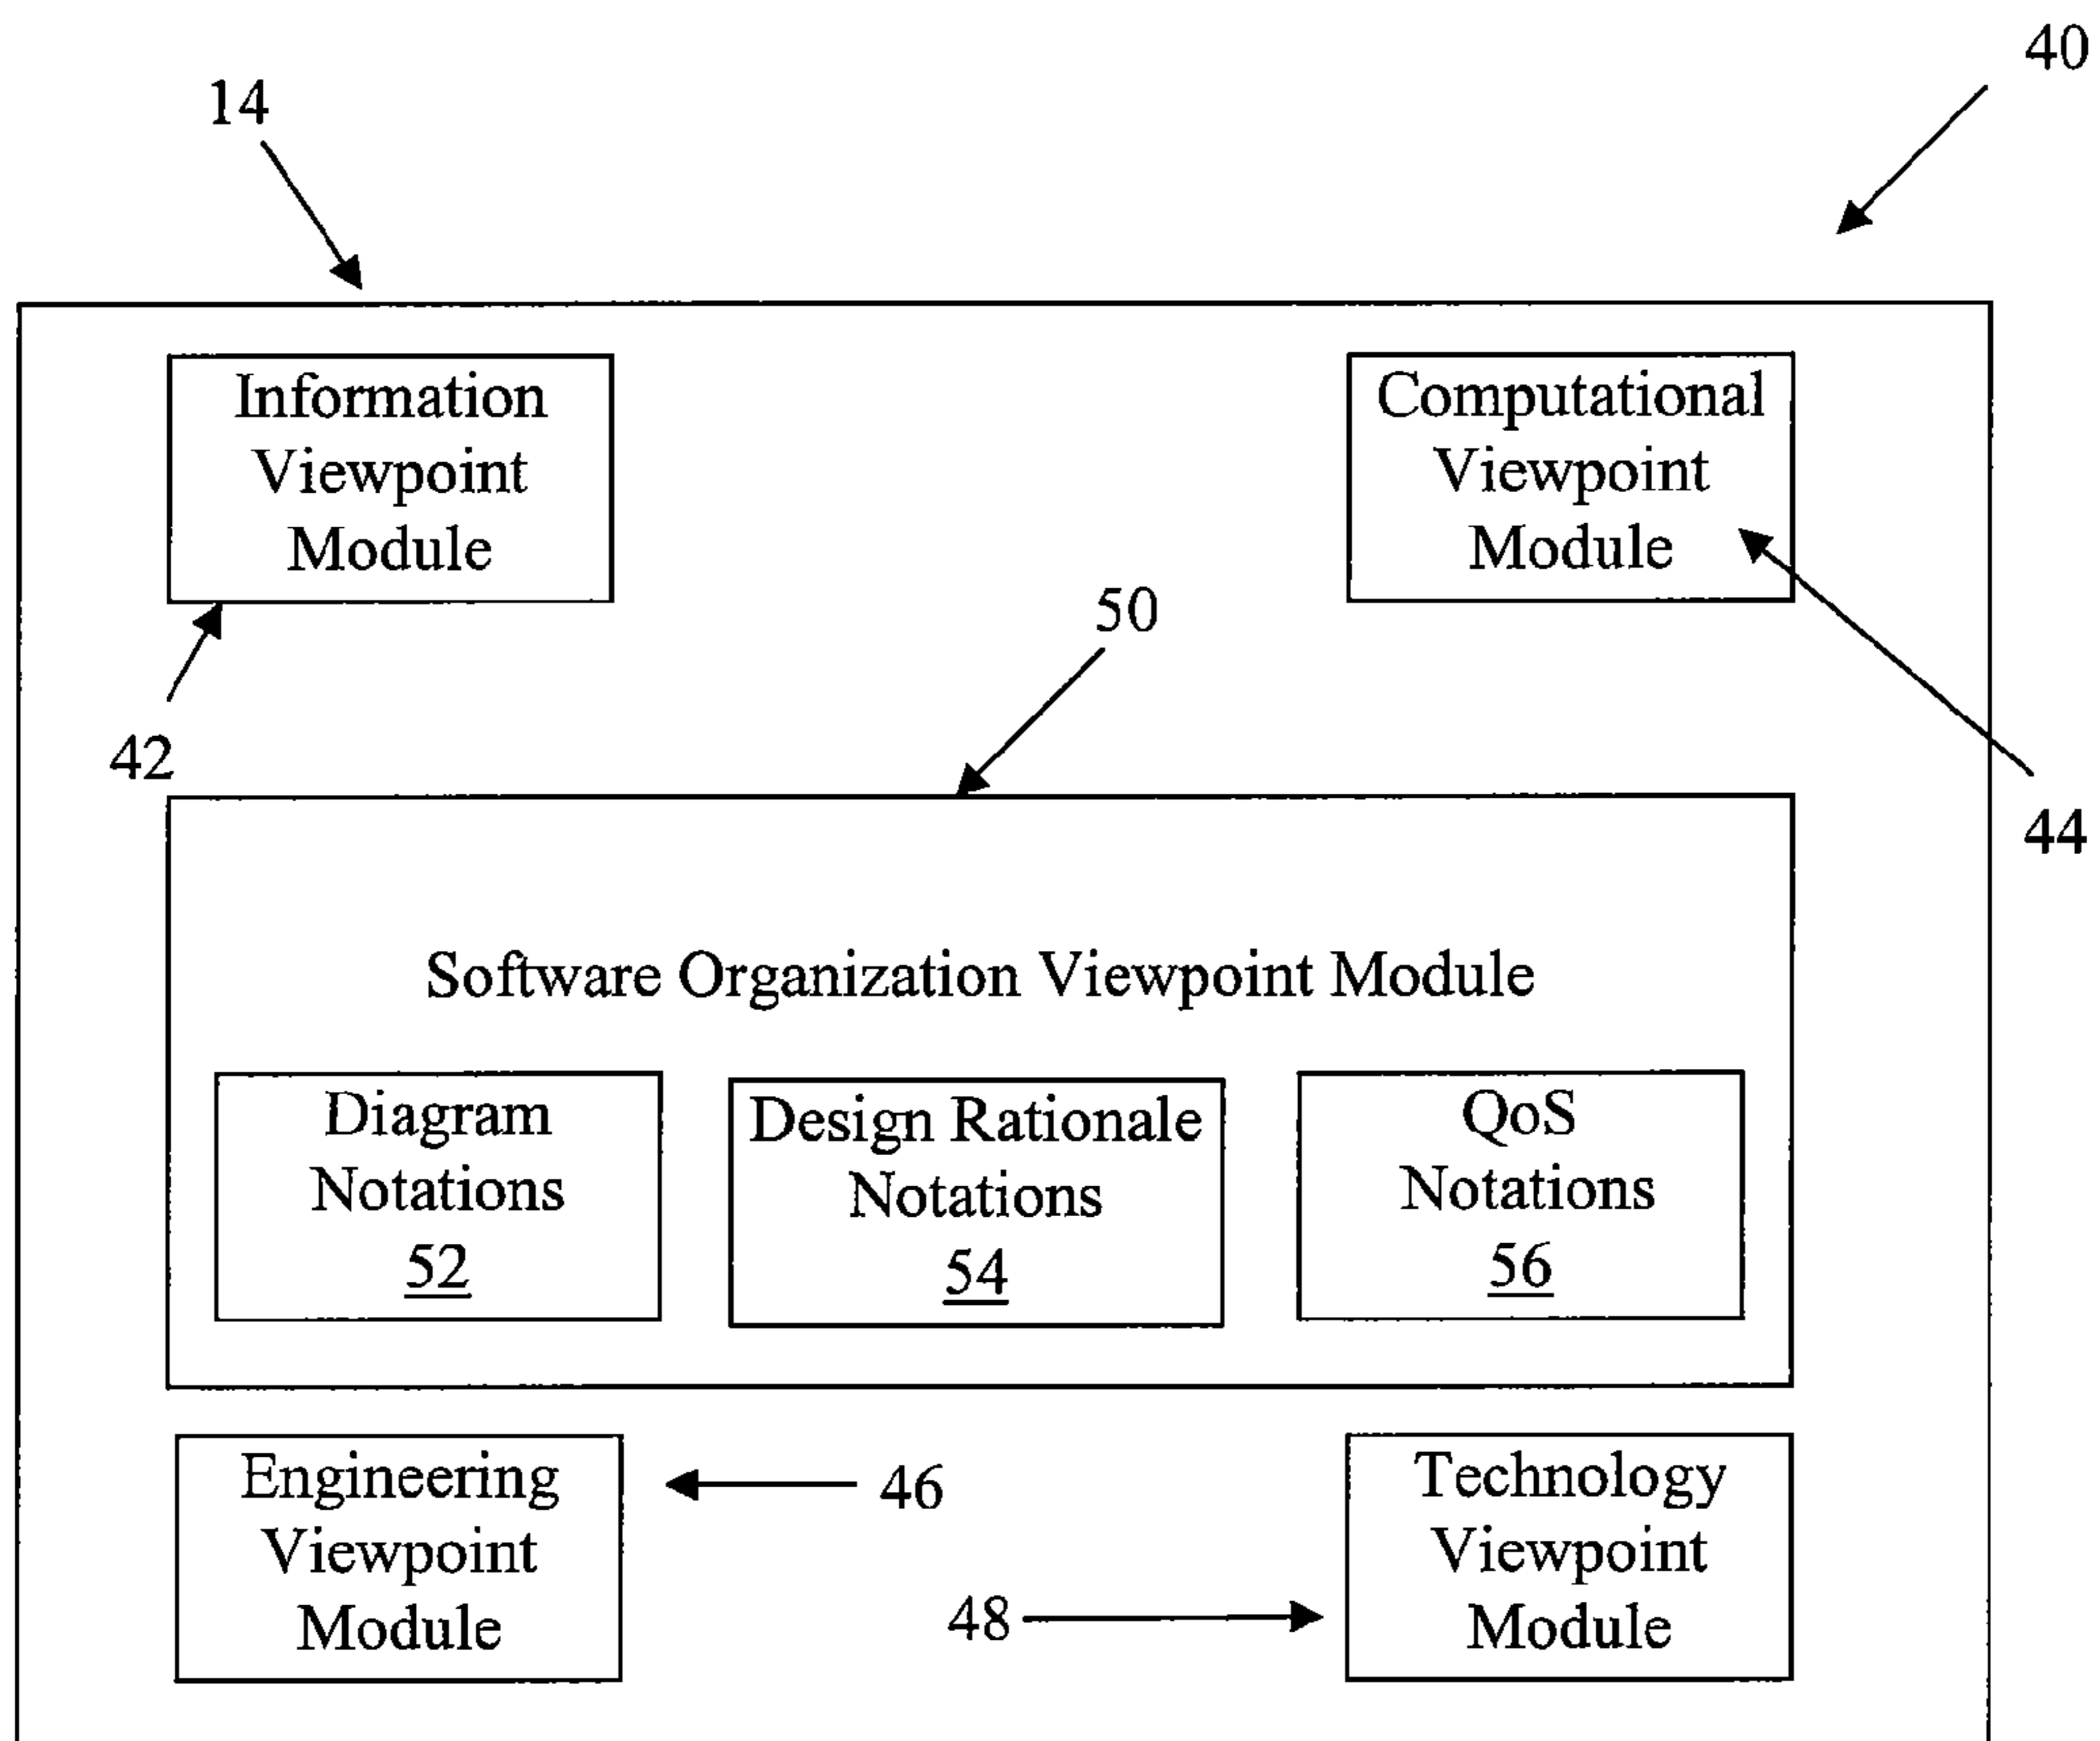 40
14
Information
Viewpoint
Module
Computational
Viewpoint
Module
50
42
44
Software Organization Viewpoint Module
Diagram
Notations
52
Design Rationale
Notations
54
QoS
Notations
56
Engineering
Viewpoint
Module
46
48
Technology
Viewpoint
Module